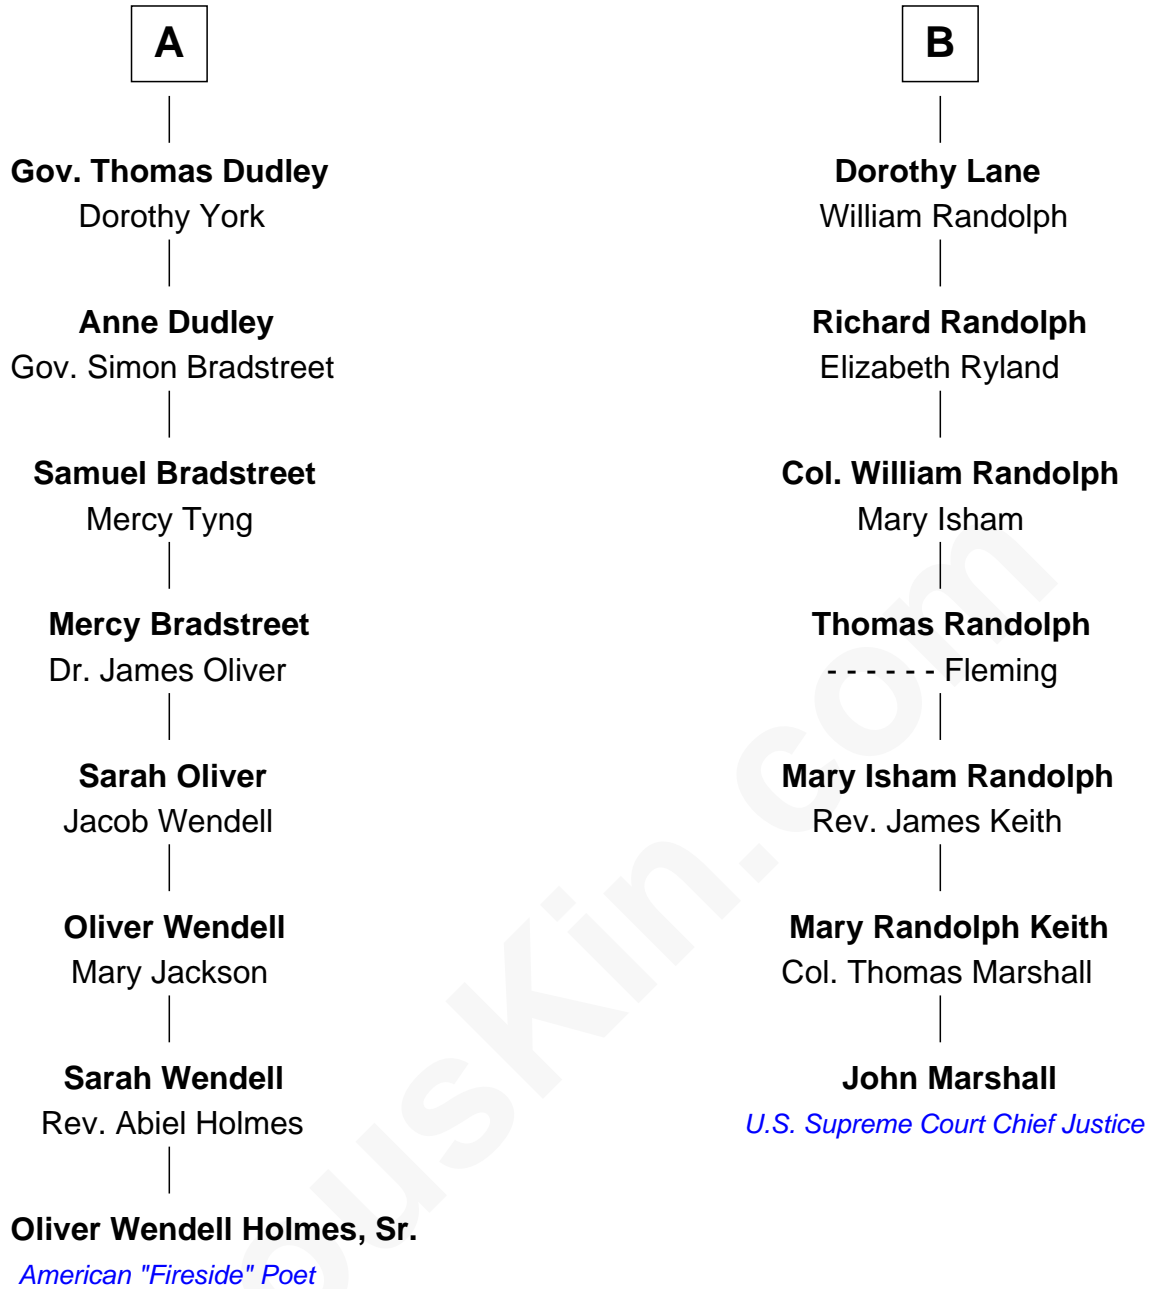 A
Gov. Thomas Dudley
Dorothy York
Anne Dudley
Gov. Simon Bradstreet
Samuel Bradstreet
Mercy Tyng
Mercy Bradstreet
Dr. James Oliver
Sarah Oliver
Jacob Wendell
Oliver Wendell
Mary Jackson
Sarah Wendell
Rev. Abiel Holmes
Oliver Wendell Holmes, Sr.
American "Fireside" Poet
B
Dorothy Lane
William Randolph
Richard Randolph
Elizabeth Ryland
Col. William Randolph
Mary Isham
Thomas Randolph
- - - - - - Fleming
Mary Isham Randolph
Rev. James Keith
Mary Randolph Keith
Col. Thomas Marshall
John Marshall
U.S. Supreme Court Chief Justice
ousKin.com